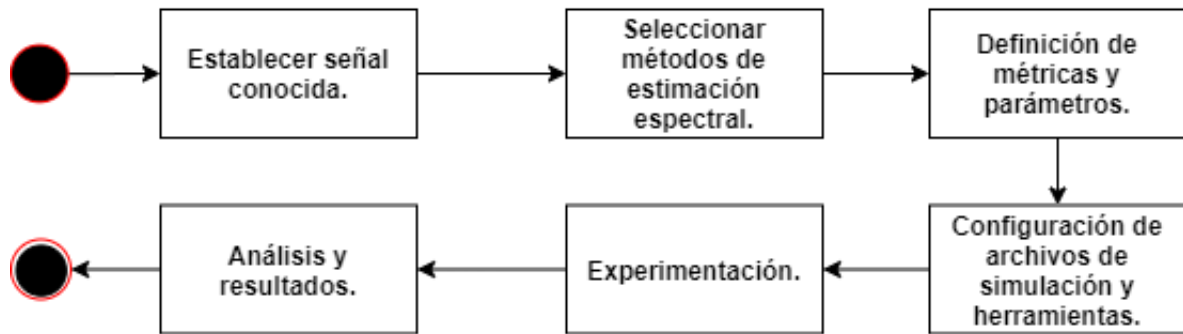 Establecer señal
conocida.
Seleccionar
métodos de
estimación
espectral.
Definición de
métricas y
parámetros.
Configuración de
archivos de
simulación y
herramientas.
Experimentación.
Análisis y
resultados.